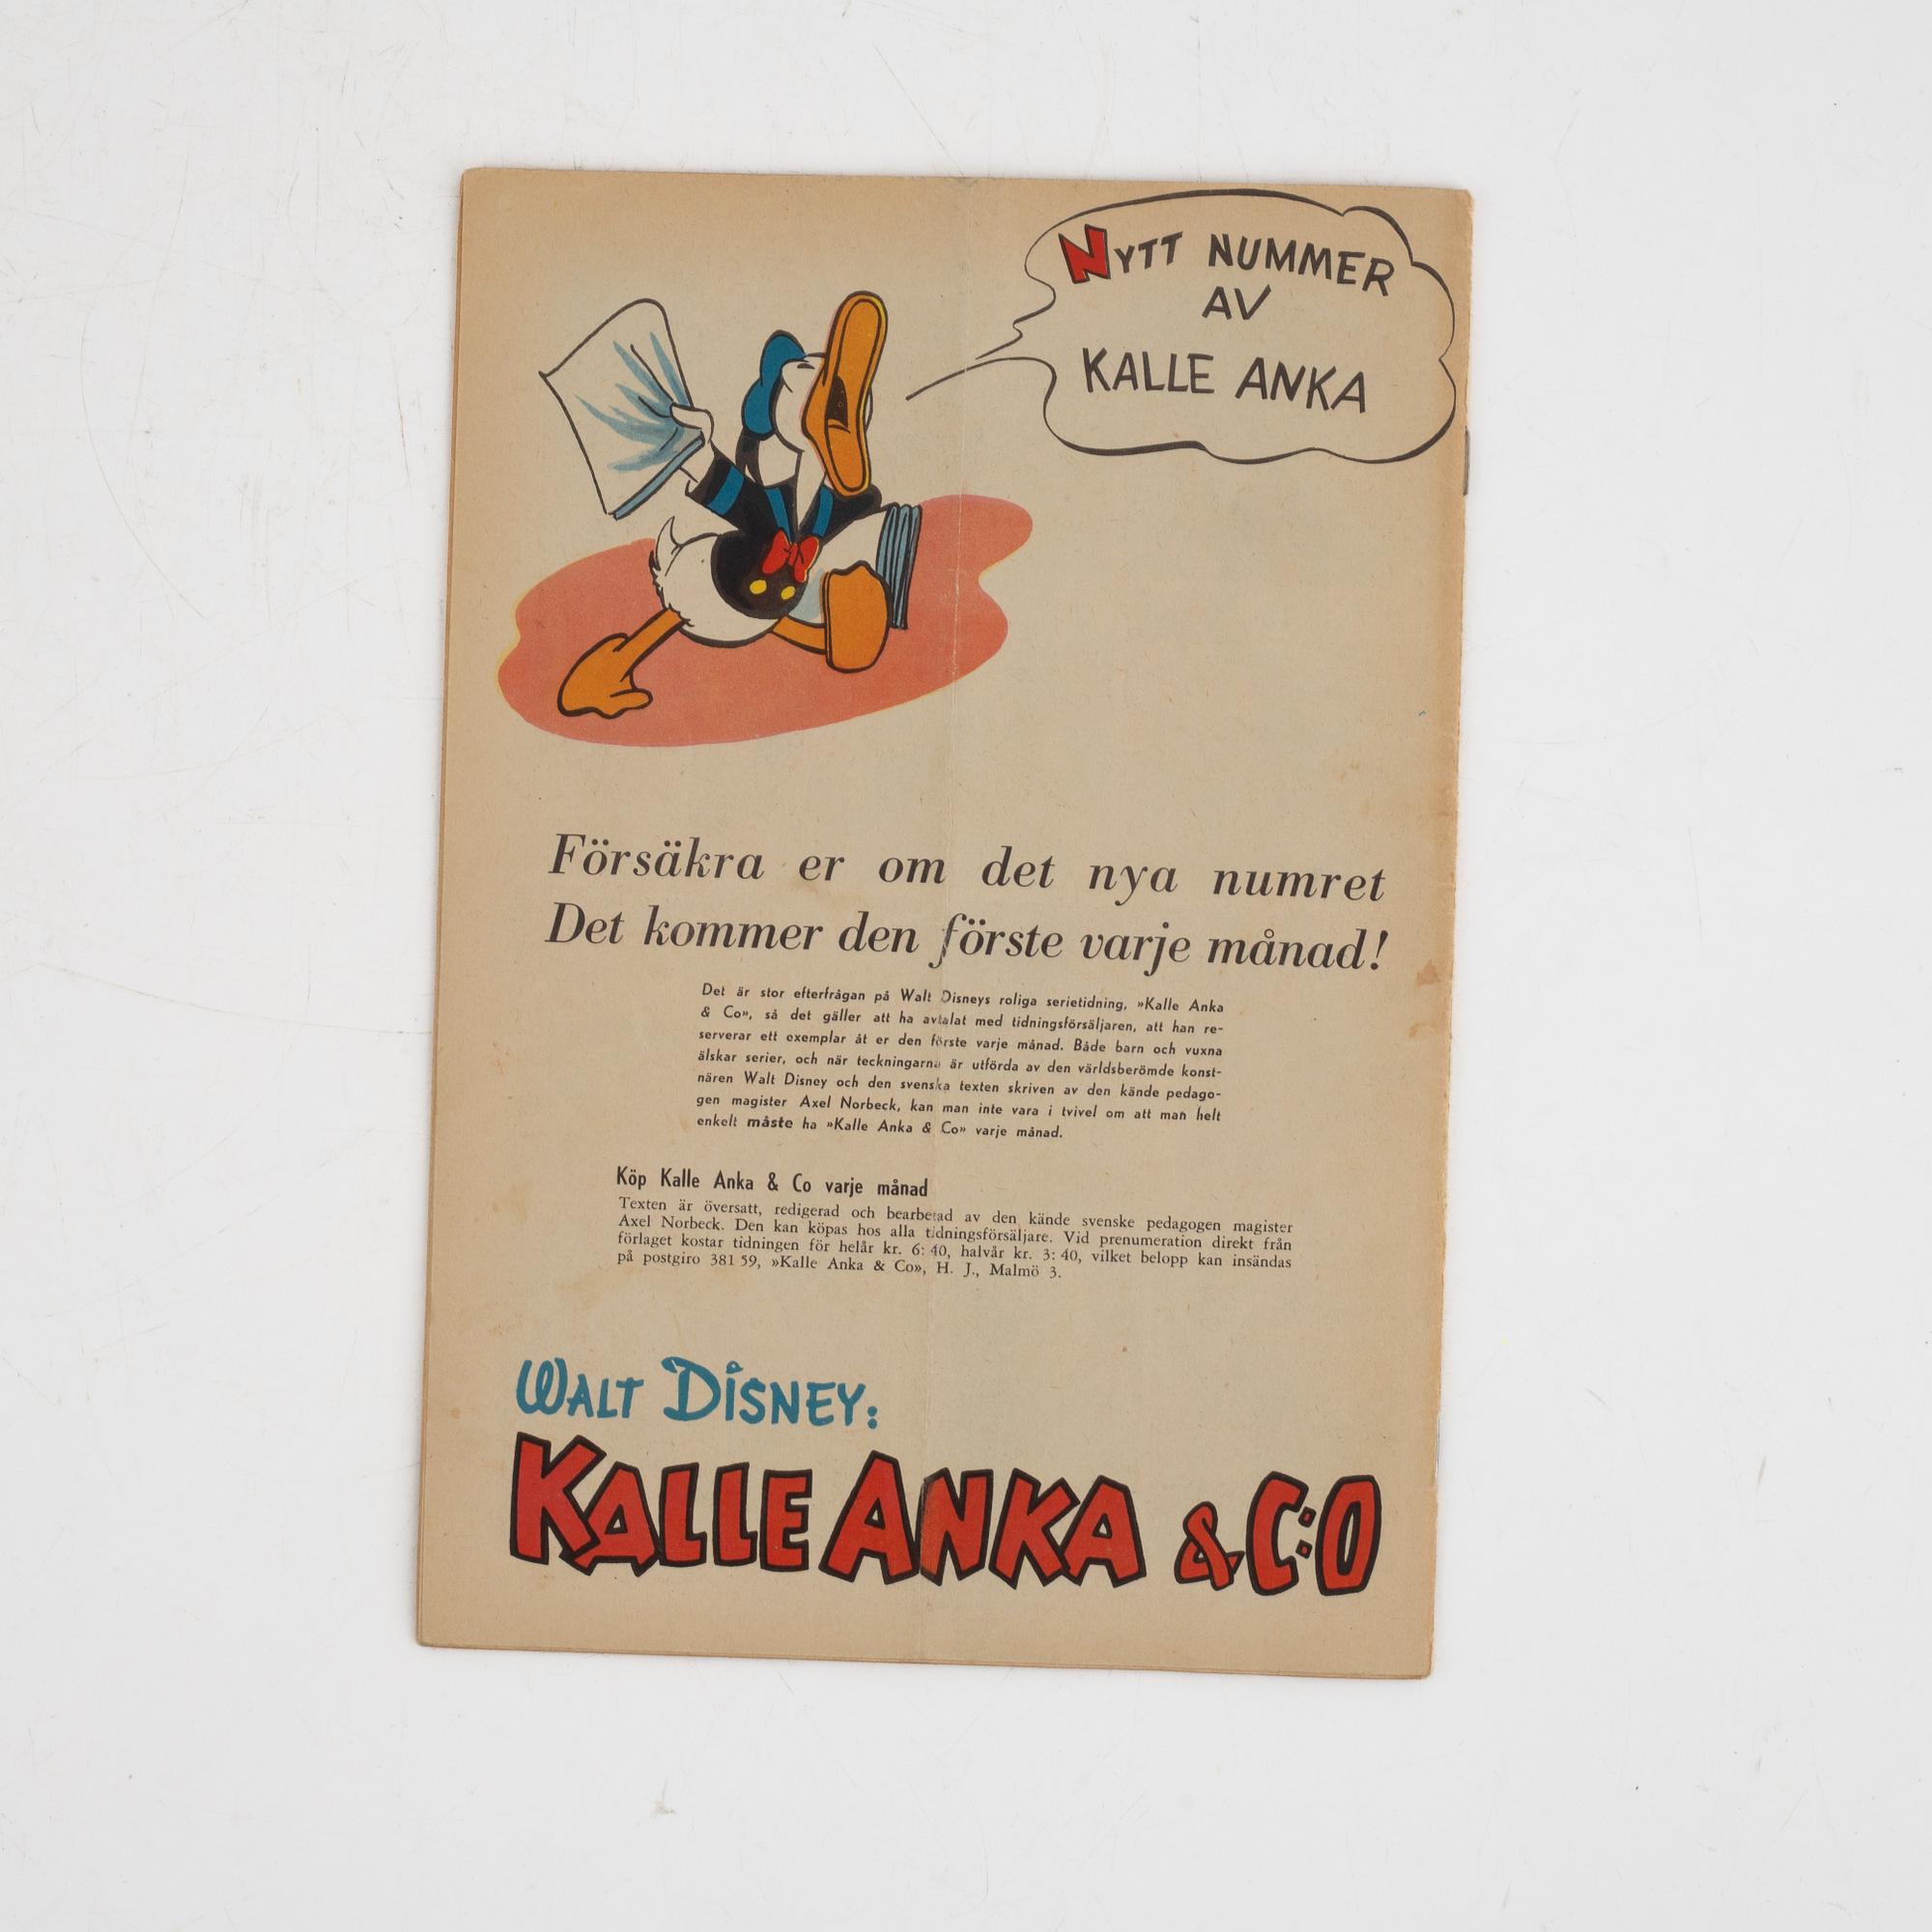 NYTT NUMMER
AV
KALLE ANKA
Försäkra er om det nya numret
Det kommer den förste varje månad!
Det är stor efterfrågan på Walt Disneys roliga serietidning, »Kalle Anka
& Co», så det gäller att ha avtalat med tidningsförsäljaren, att han re-
serverar ett exemplar åt er den förste varje månad. Både barn och vuxna
älskar serier, och när teckningarna är utförda av den världsberömde konst-
nären Walt Disney och den svenska texten skriven av den kände pedago-
gen magister Axel Norbeck, kan man inte vara i tvivel om att man helt
enkelt måste ha »Kalle Anka & Co» varje månad.
Köp Kalle Anka & Co varje månad
Texten är översatt, redigerad och bearbetad av den kände svenske pedagogen magister
Axel Norbeck. Den kan köpas hos alla tidningsförsäljare. Vid prenumeration direkt från
förlaget kostar tidningen för helår kr. 6: 40, halvår kr. 3: 40, vilket belopp kan insändas
på postgiro 381 59, »Kalle Anka & Co», H. J., Malmö 3.
WALT DISNEY:
KALLE ANKA & C:O